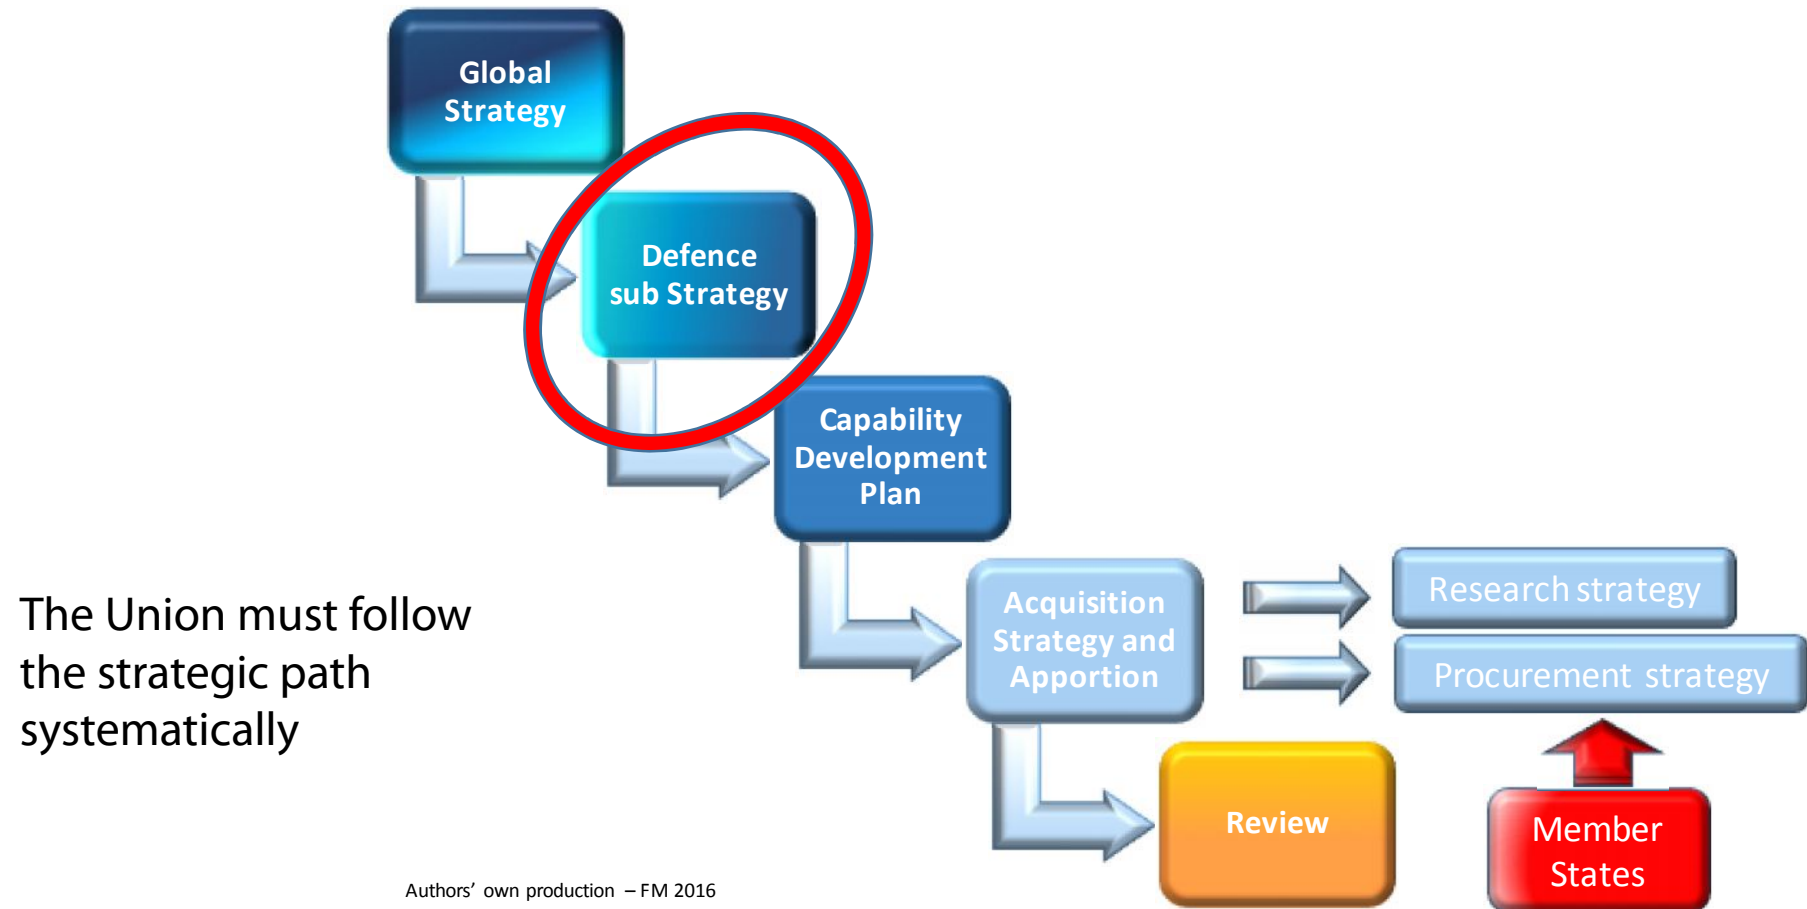 Global
Strategy
Defence
sub Strategy
Capability
Development
Plan
Acquisition
Strategy and
Apportion
Research strategy
Procurement strategy
The Union must follow
the strategic path
systematically
Review
Member
States
Authors' own production – FM 2016